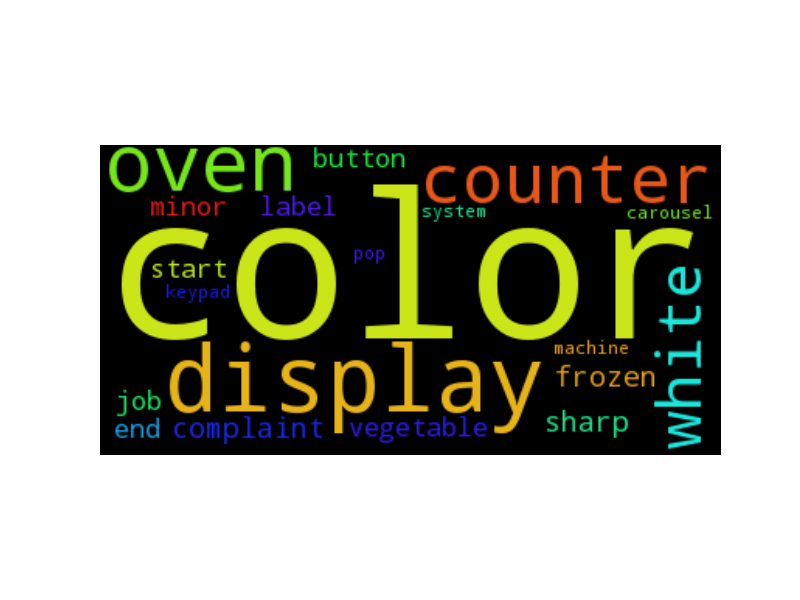 oven
button
counter
minor
label
system
carousel
color
start
pop
keypad
white
display
machine
frozen
job
end
complaint
vegetable
sharp